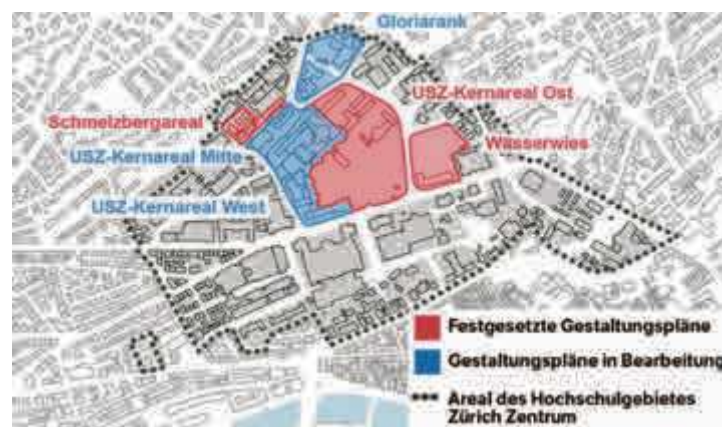 Gloriarank
USZ-Kernareal Ost
Schmelzbergareal
Wässerwies
USZ-Kernareal Mitte
USZ-Kernareal West
Festgesetzte Gestaltungspläne
Gestaltungspläne in Bearbeitung
Areal des Hochschulgebietes
Zürich Zentrum